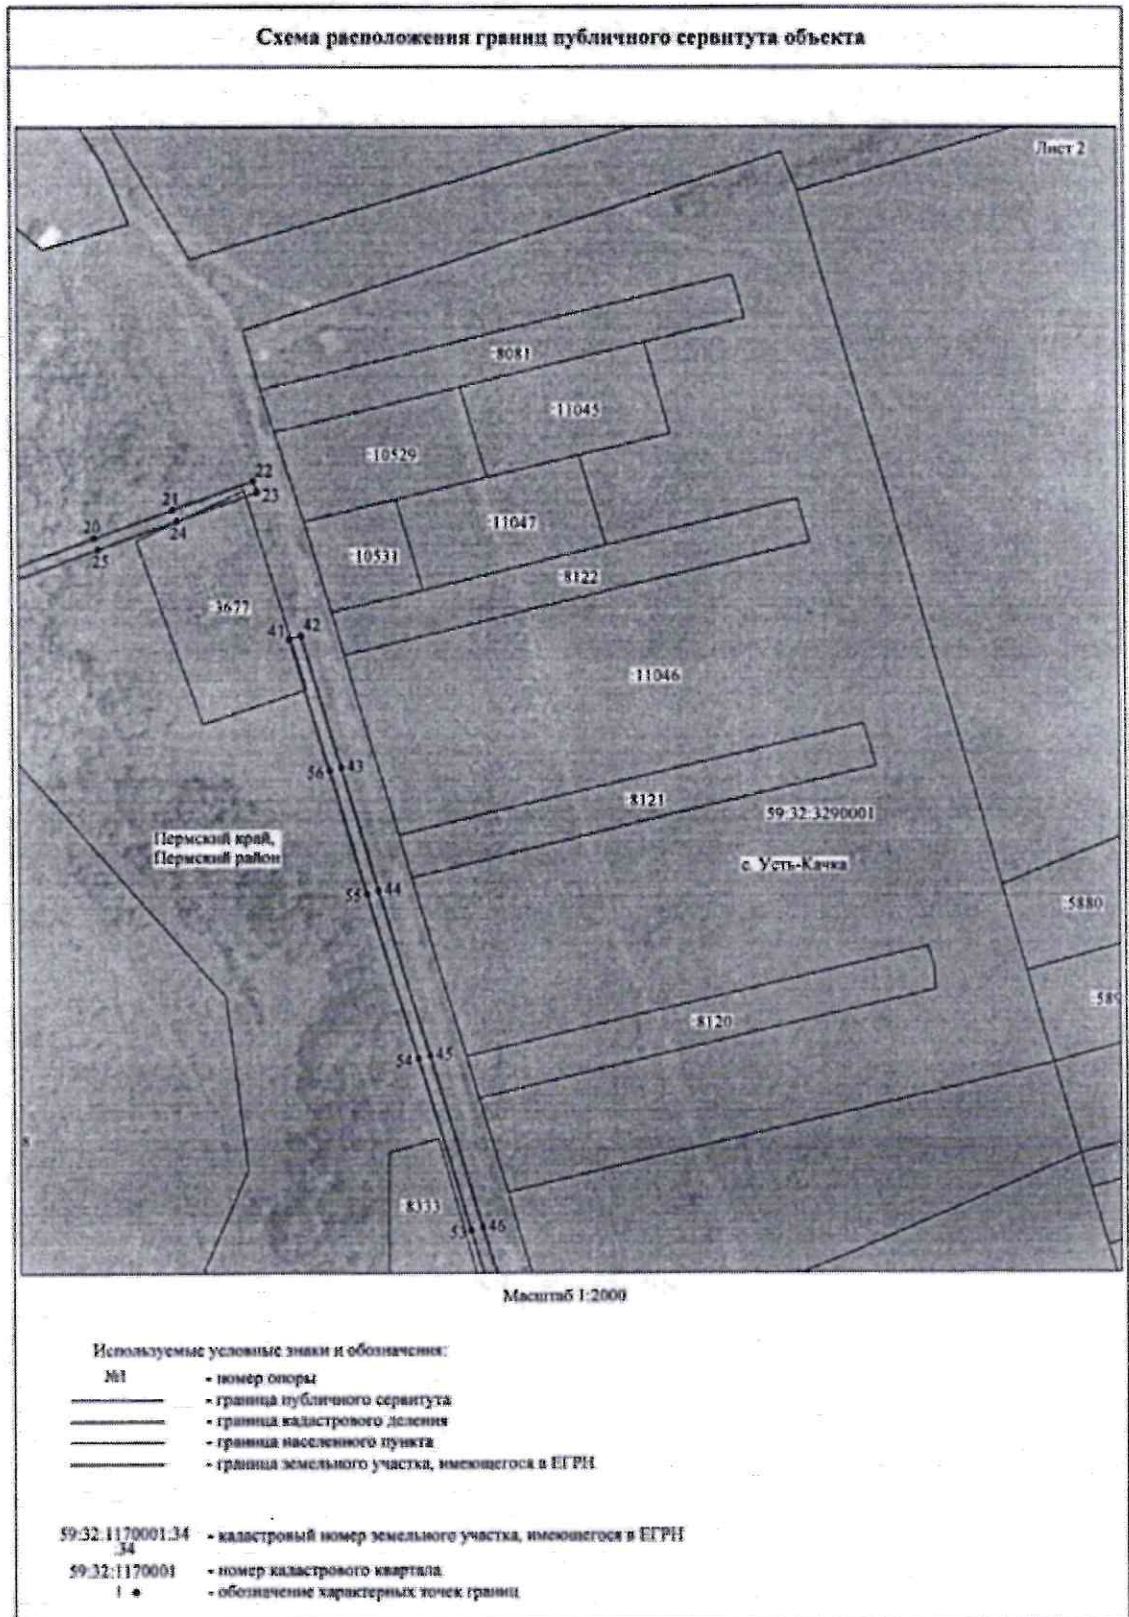 Схема расположения границ публичного сервитута объекта
Лист 2
:8081
:11045
:10529
22
23
21
24
20
25
:11047
:10531
:8122
:3677
41
42
:11046
43
56
:8121
59:32:3290001
Пермский край,
Пермский район
с. Усть-Качка
44
55
:5880
:589
:8120
45
54
:8333
53
46
Масштаб 1:2000
Используемые условные знаки и обозначения:
№1 - номер опоры
- граница публичного сервитута
- граница кадастрового деления
- граница населенного пункта
- граница земельного участка, имеющегося в ЕГРН
59:32:1170001:34 - кадастровый номер земельного участка, имеющегося в ЕГРН
:34
59:32:1170001 - номер кадастрового квартала
1 - обозначение характерных точек границ